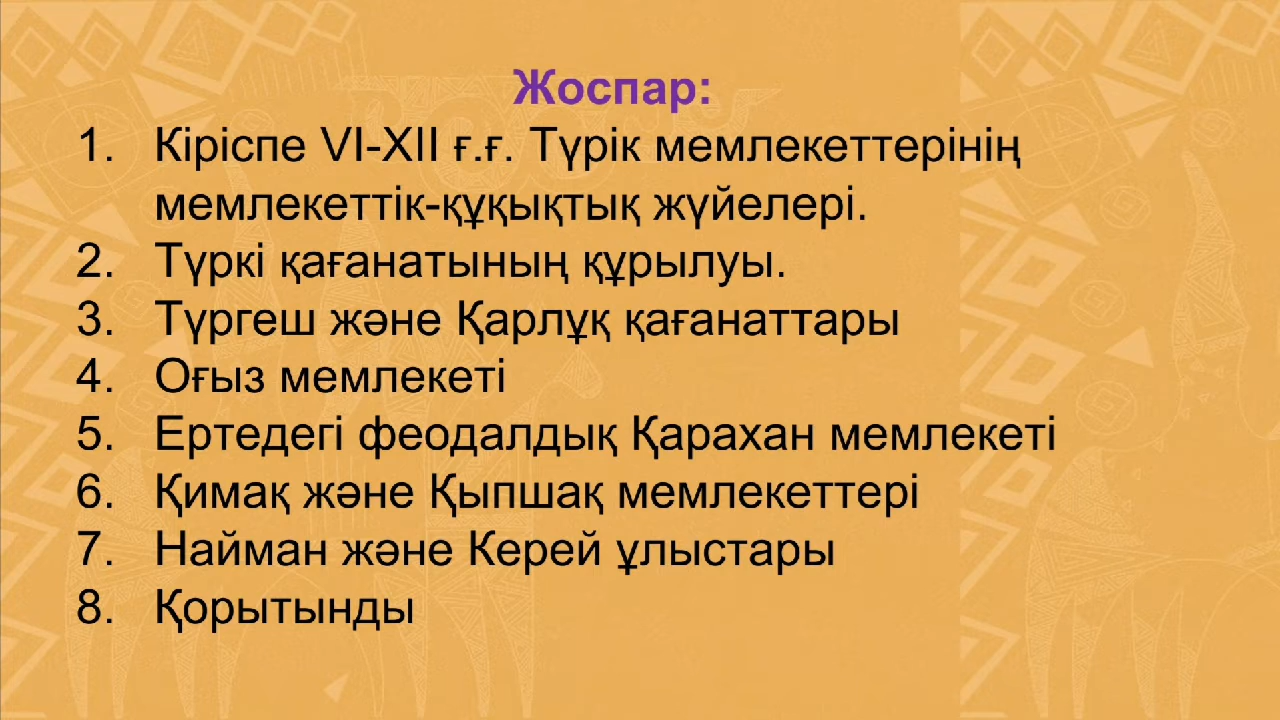 Жоспар:
1. Кіріспе VI-XII ғ.ғ. Түрік мемлекеттерінің
мемлекеттік-құқықтық жүйелері.
2. Түркі қағанатының құрылуы.
3. Түргеш және Қарлұқ қағанаттары
4. Оғыз мемлекеті
5. Ертедегі феодалдық Қарахан мемлекеті
6. Қимақ және Қыпшақ мемлекеттері
7. Найман және Керей ұлыстары
8. Қорытынды